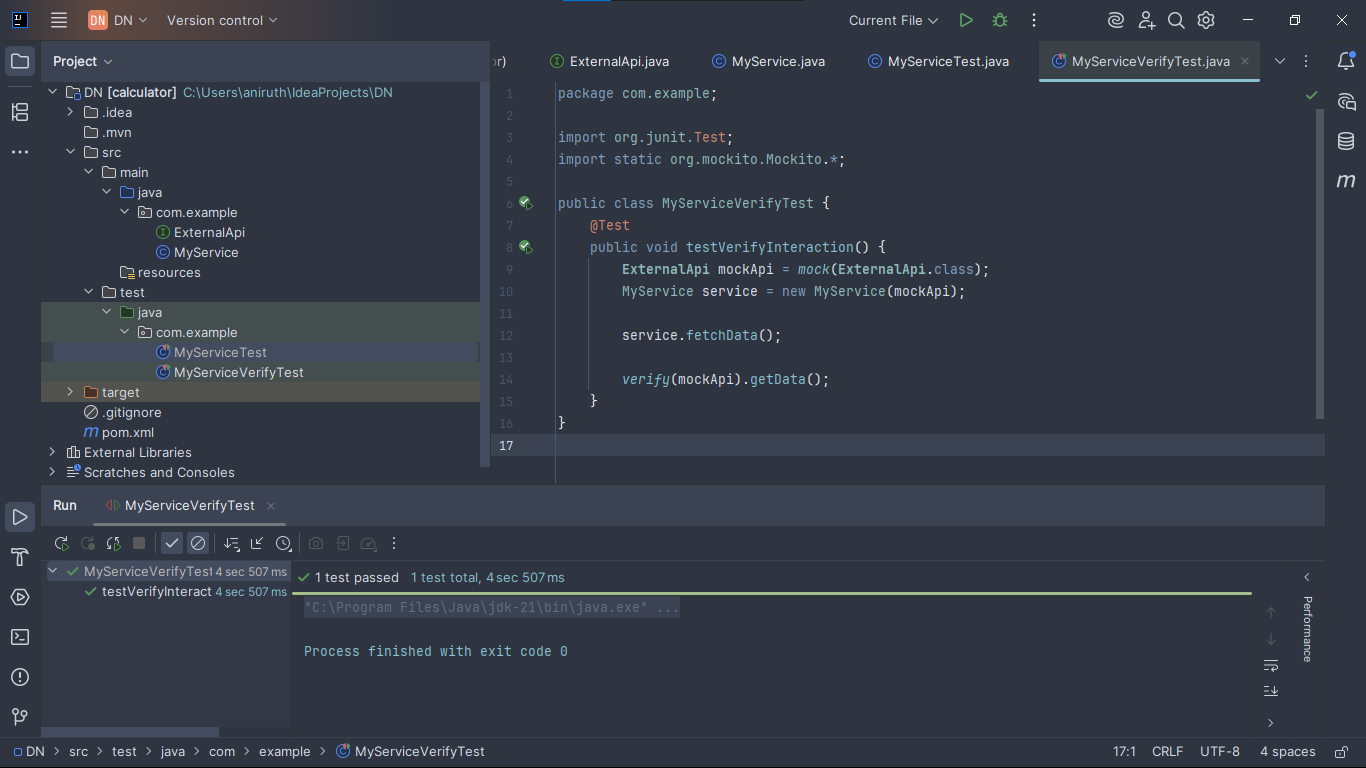 DN DN Version control Current File
Project
or) ExternalApi.java MyService.java MyServiceTest.java MyServiceVerifyTest.java
DN [calculator] C:\Users\aniruth\IdeaProjects\DN
.idea
.mvn
src
main
java
com.example
ExternalApi
MyService
resources
test
java
com.example
MyServiceTest
MyServiceVerifyTest
target
.gitignore
m pom.xml
External Libraries
Scratches and Consoles
1 package com.example;
2
3 import org.junit.Test;
4 import static org.mockito.Mockito.*;
5
6 public class MyServiceVerifyTest {
7 @Test
8 public void testVerifyInteraction() {
9 ExternalApi mockApi = mock(ExternalApi.class);
10 MyService service = new MyService(mockApi);
11
12 service.fetchData();
13
14 verify(mockApi).getData();
15 }
16 }
17
m
Run MyServiceVerifyTest
MyServiceVerifyTest 4 sec 507 ms
testVerifyInteract 4 sec 507 ms
1 test passed 1 test total, 4 sec 507 ms
"C:\Program Files\Java\jdk-21\bin\java.exe" ...
Process finished with exit code 0
Performance
DN > src > test > java > com > example > MyServiceVerifyTest 17:1 CRLF UTF-8 4 spaces